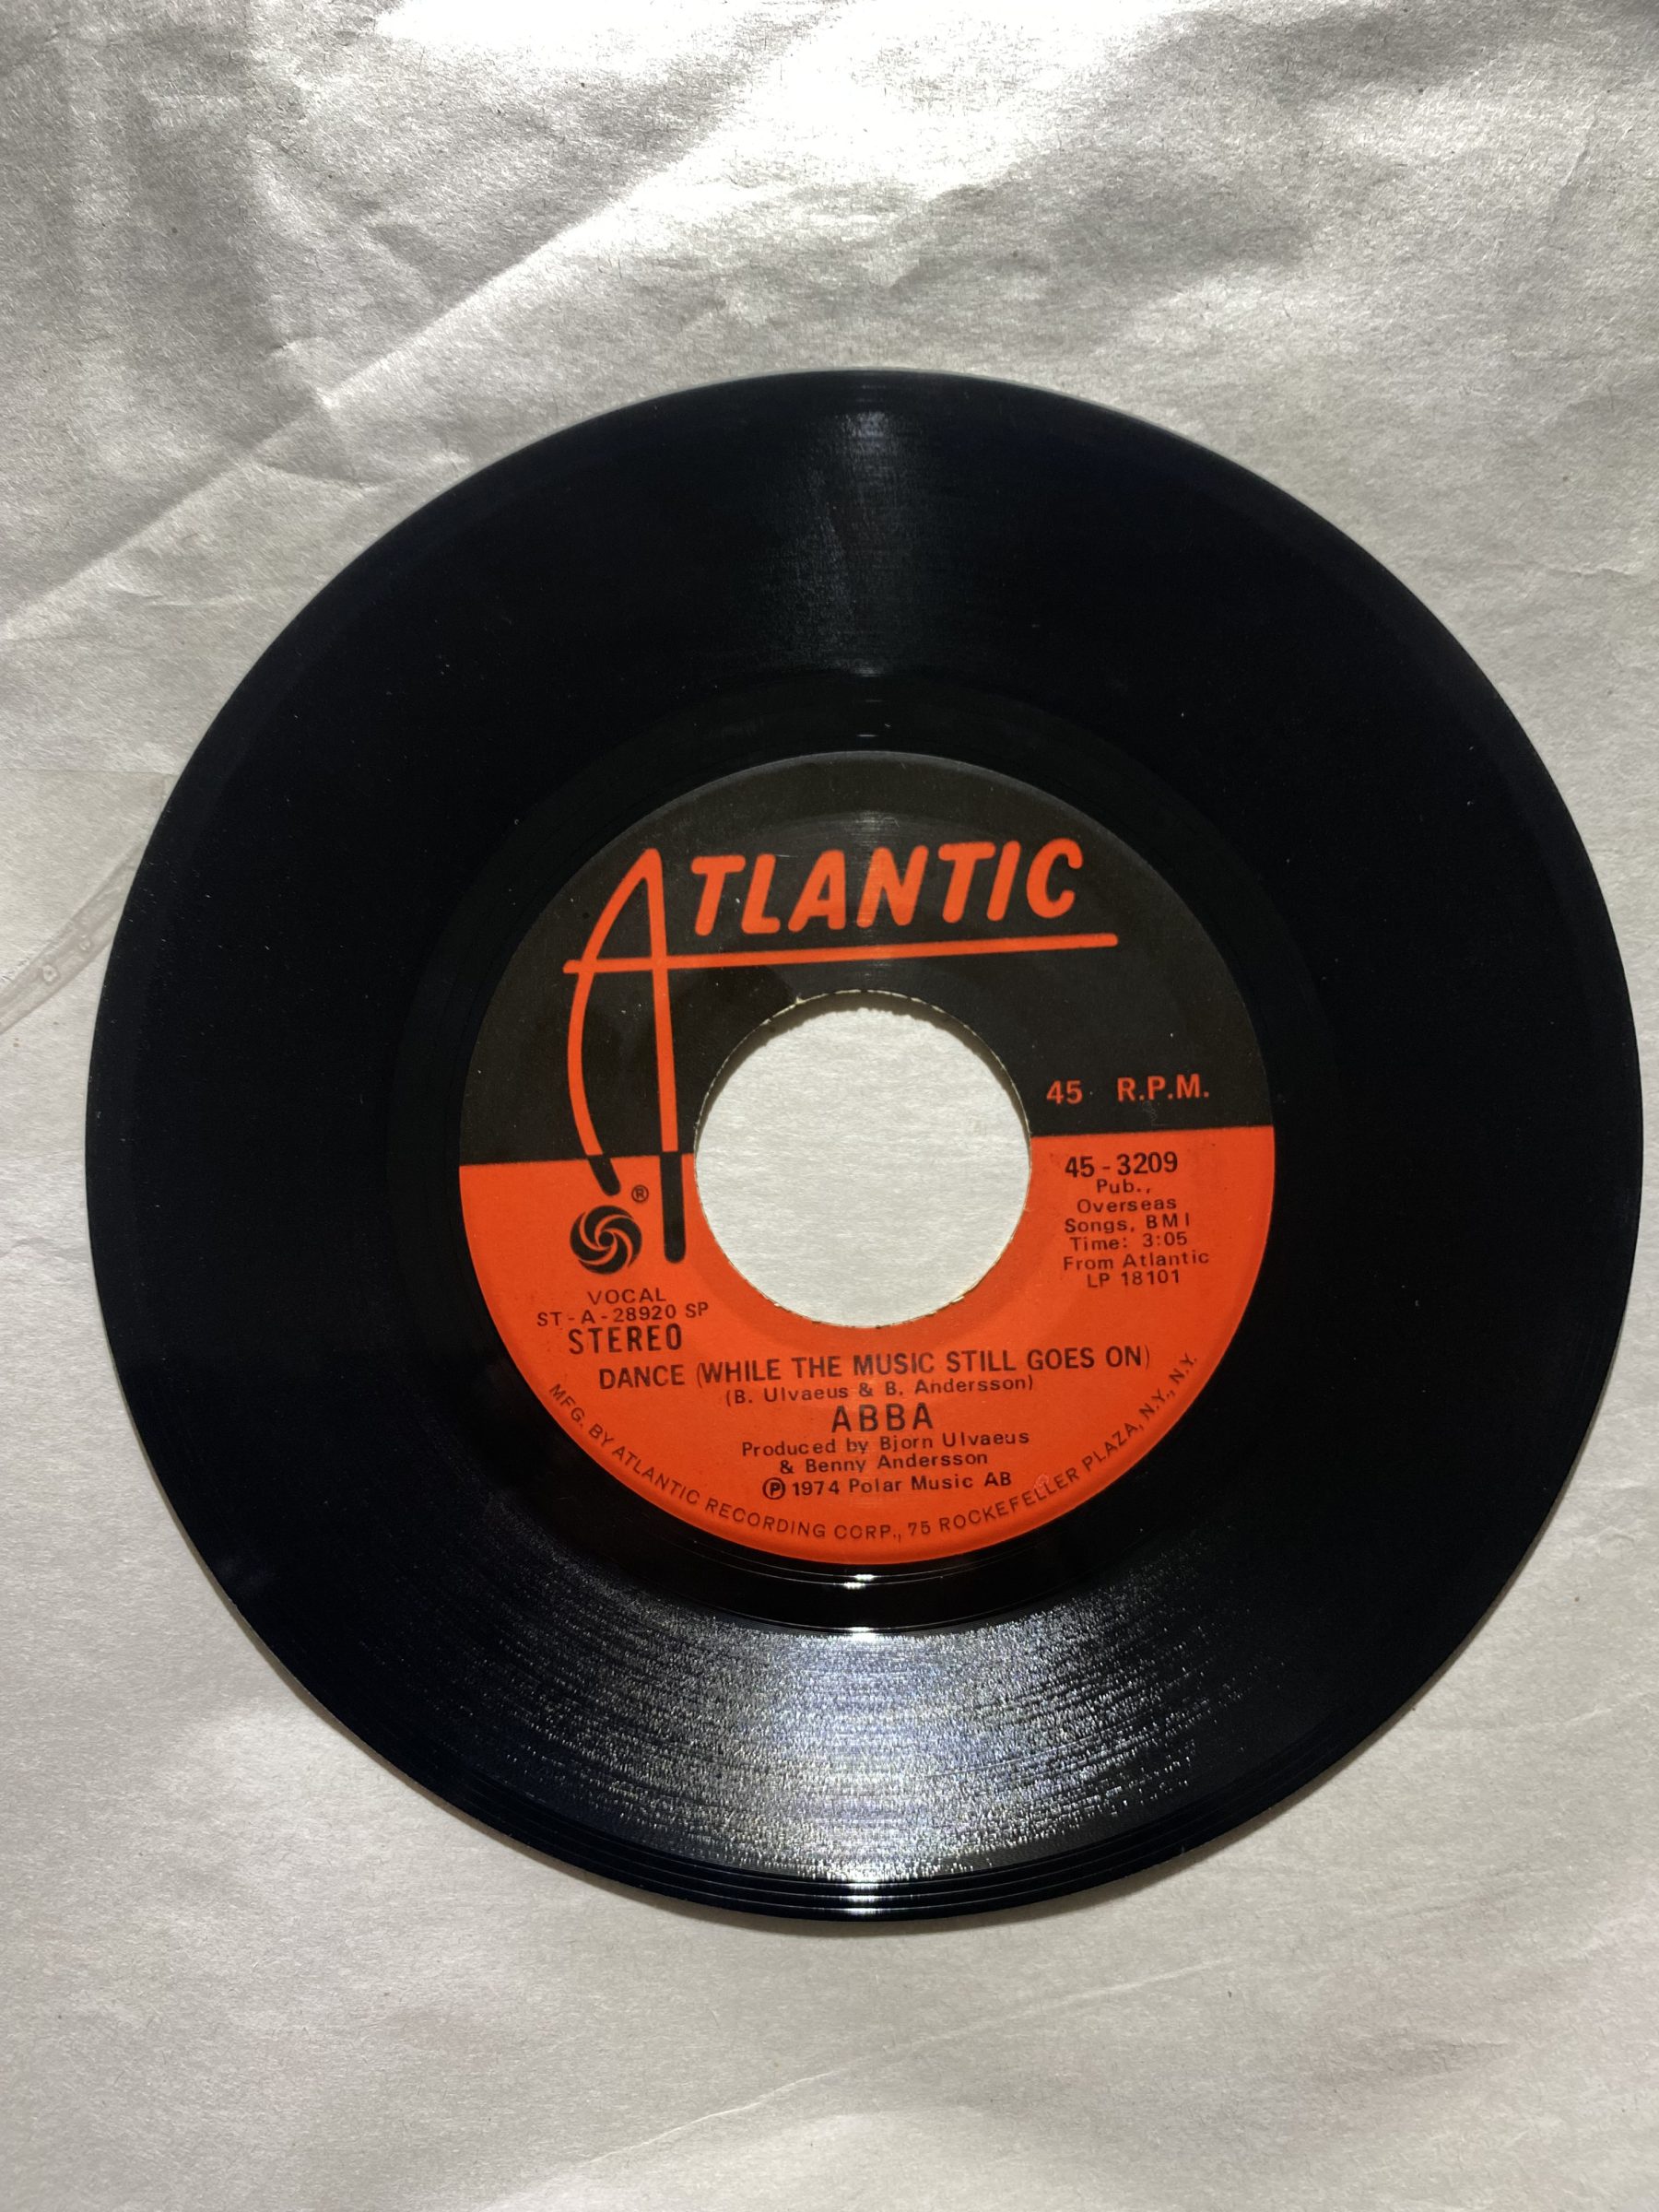 ATLANTIC
45 R.P.M.
45-3209
Pub.,
Overseas
Songs, BMI
Time: 3:05
From Atlantic
LP 18101
®
VOCAL
ST-A-28920 SP
STEREO
DANCE (WHILE THE MUSIC STILL GOES ON)
(B. Ulvaeus & B. Andersson)
ABBA
Produced by Bjorn Ulvaeus
& Benny Andersson
℗ 1974 Polar Music AB
MFG. BY ATLANTIC RECORDING CORP., 75 ROCKEFELLER PLAZA, N.Y., N.Y.